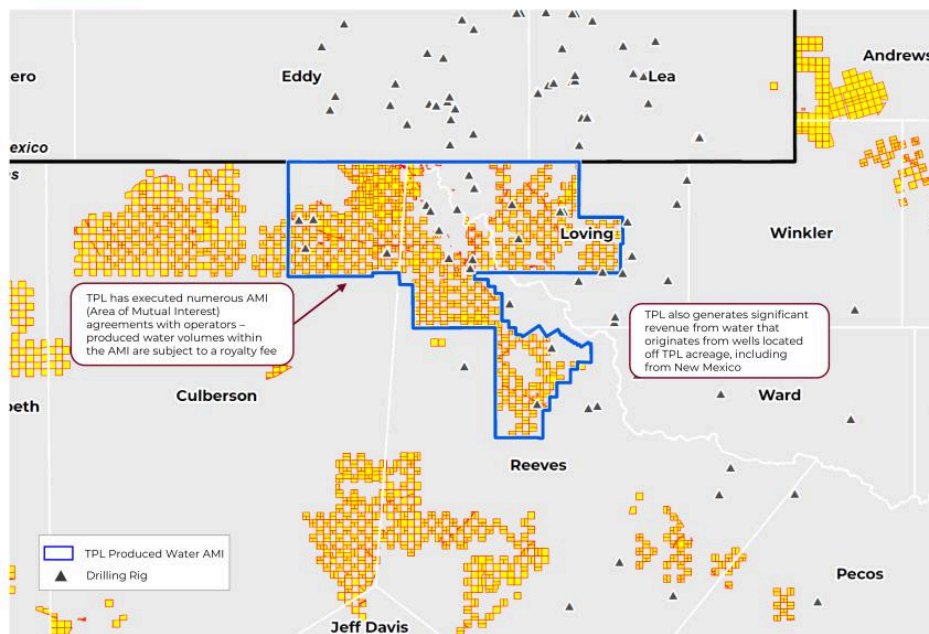 Andrews
ero
Eddy
Lea
exico
s
Loving
Winkler
TPL has executed numerous AMI
(Area of Mutual Interest)
agreements with operators –
produced water volumes within
the AMI are subject to a royalty fee
TPL also generates significant
revenue from water that
originates from wells located
off TPL acreage, including
from New Mexico
Culberson
Ward
peth
Reeves
TPL Produced Water AMI
Drilling Rig
Pecos
Jeff Davis